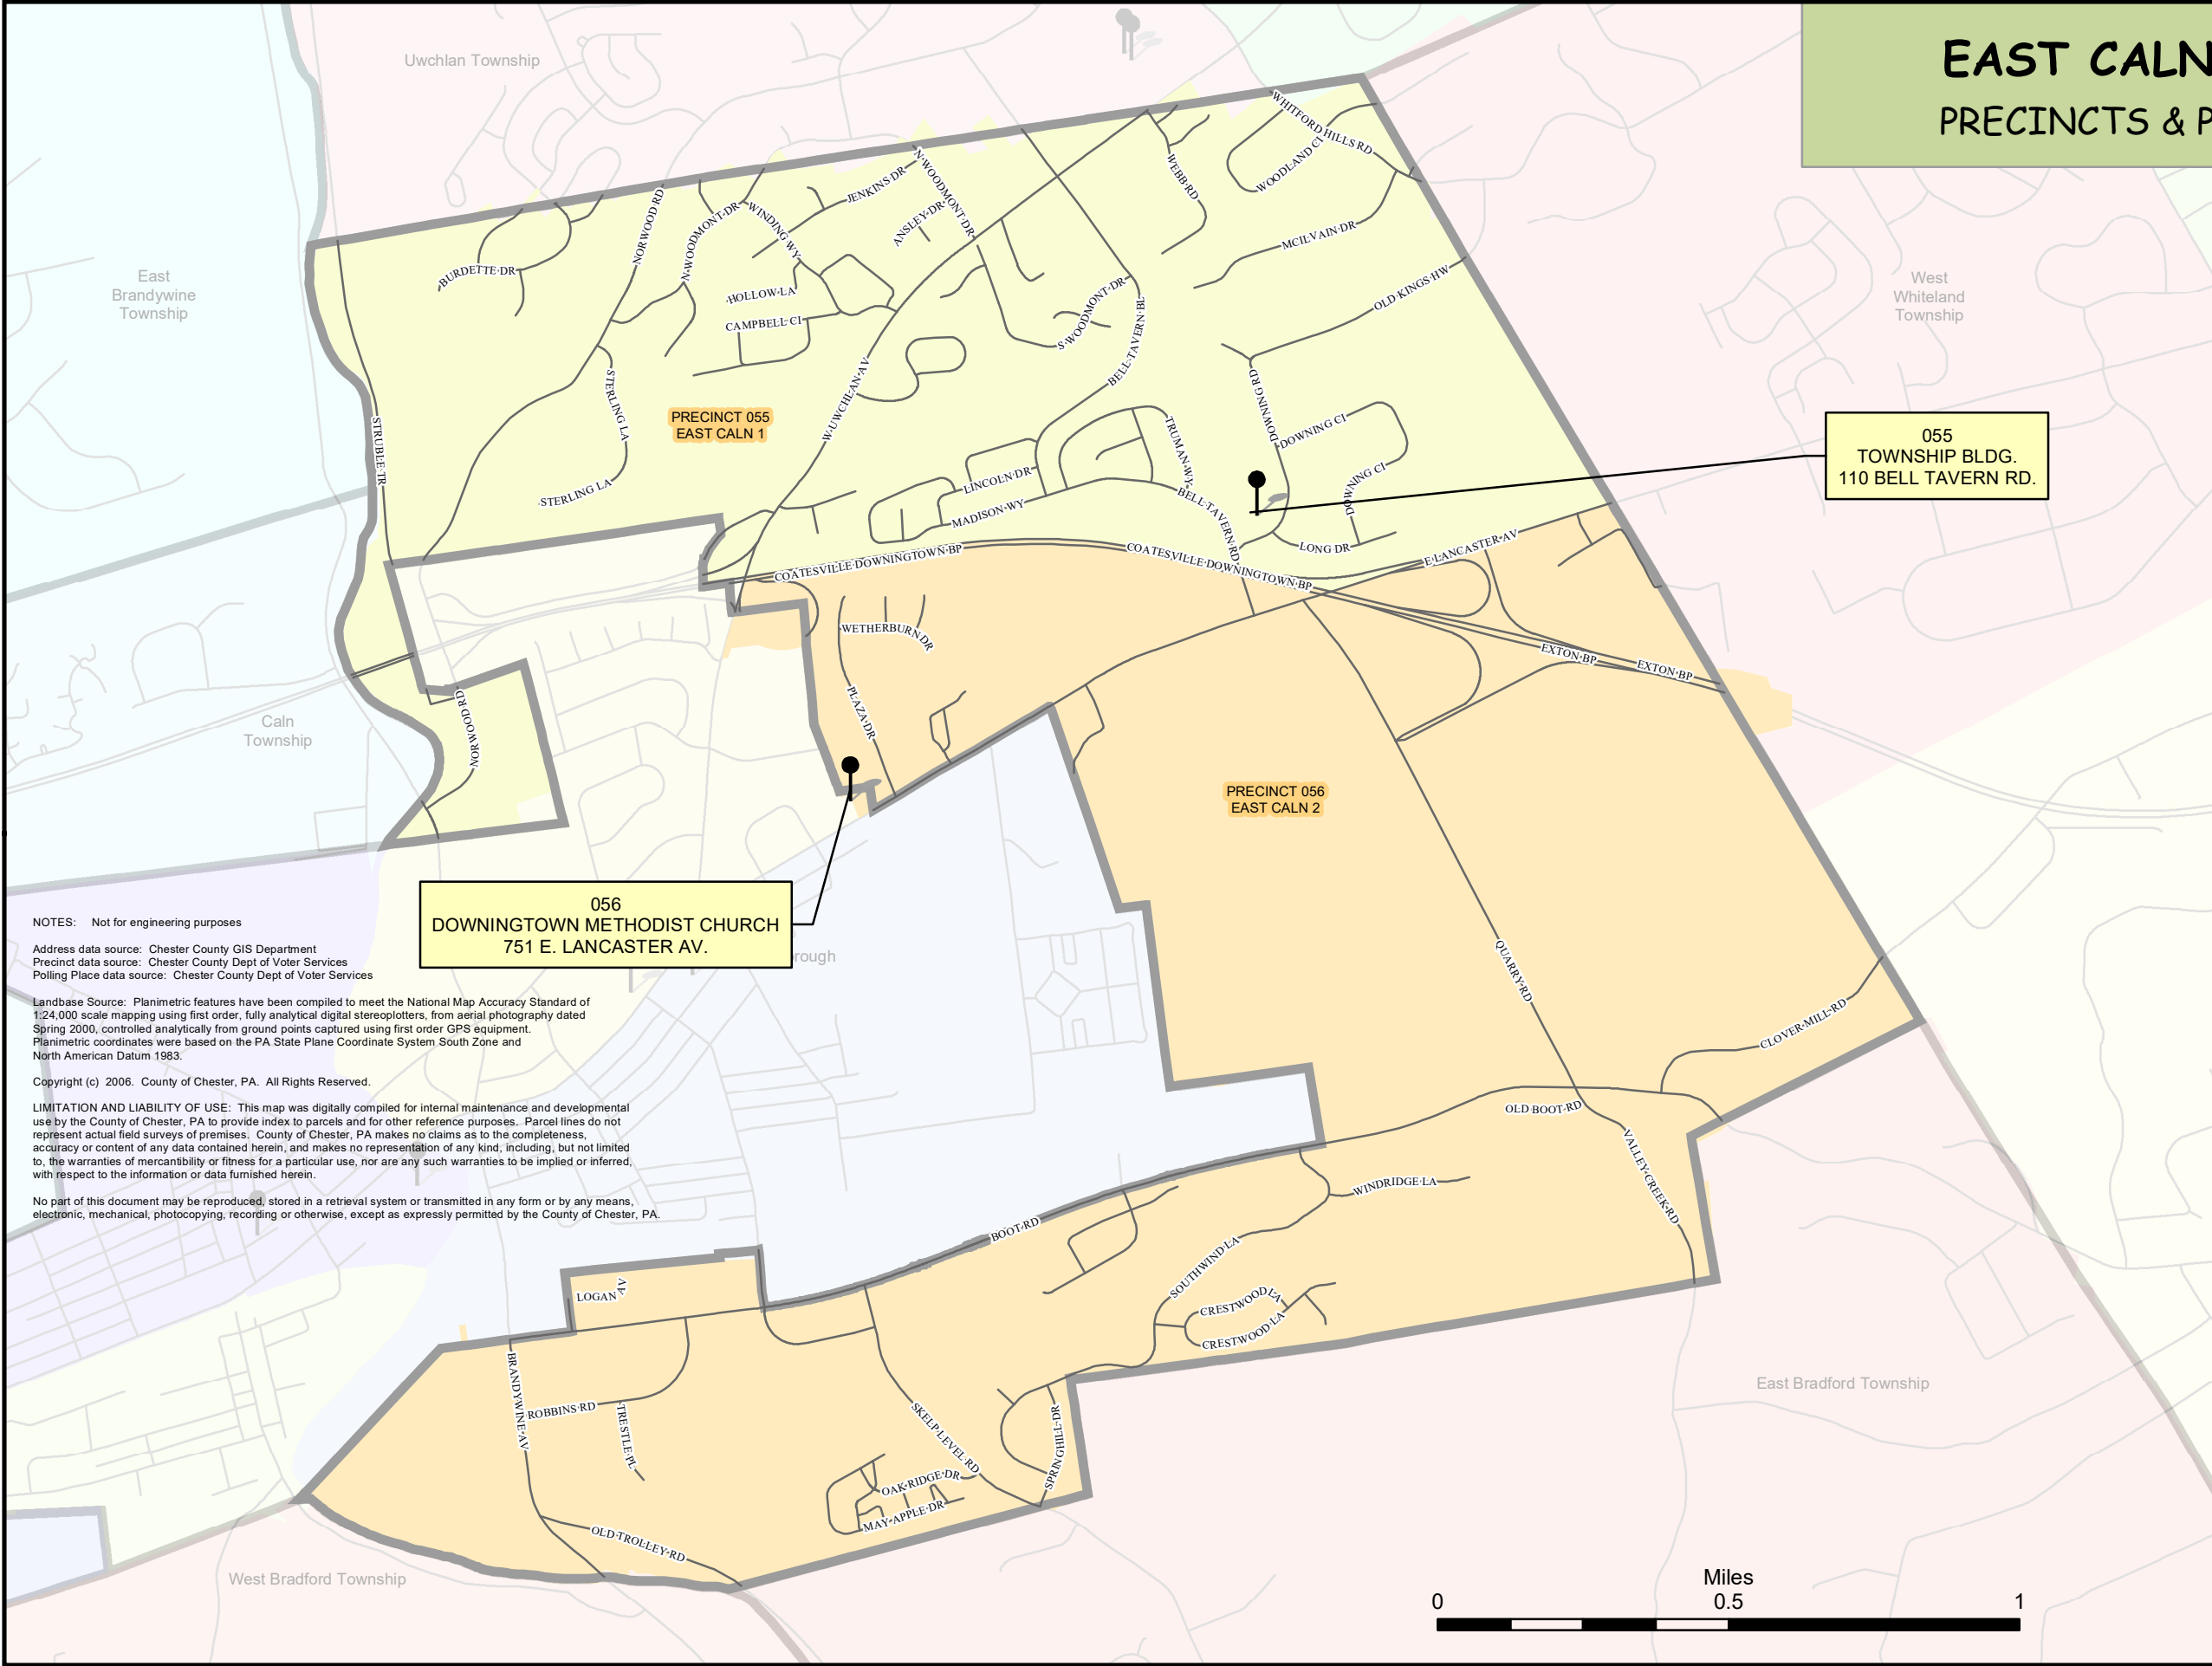 EAST CALN
PRECINCTS & P
Uwchlan Township
East
Brandywine
Township
West
Whiteland
Township
Caln
Township
rough
East Bradford Township
West Bradford Township
WHITFORD HILLS RD
WOODLAND CI
WEBB RD
MCILVAIN DR
OLD KINGS HW
JENKINS DR
N WOODMONT DR
ANSLEY DR
NORWOOD RD
N WOODMONT DR
WINDING WY
BURDETTE DR
HOLLOW LA
CAMPBELL CI
S WOODMONT DR
BELL TAVERN BL
W UWCHLAN AV
STERLING LA
STERLING LA
STRUBLE TR
PRECINCT 055
EAST CALN 1
DOWNING RD
DOWNING CI
DOWNING CI
TRUMAN WY
LINCOLN DR
MADISON WY
BELL TAVERN RD
LONG DR
055
TOWNSHIP BLDG.
110 BELL TAVERN RD.
COATESVILLE DOWNINGTOWN BP
COATESVILLE DOWNINGTOWN BP
E LANCASTER AV
WETHERBURN DR
PLAZA DR
EXTON BP
EXTON BP
NORWOOD RD
PRECINCT 056
EAST CALN 2
056
DOWNINGTOWN METHODIST CHURCH
751 E. LANCASTER AV.
QUARRY RD
CLOVER MILL RD
OLD BOOT RD
VALLEY CREEK RD
WINDRIDGE LA
BOOT RD
SOUTHWIND LA
CRESTWOOD LA
CRESTWOOD LA
LOGAN AV
BRANDYWINE AV
ROBBINS RD
TRESTLE PL
SKELP LEVEL RD
SPRING HILL DR
OAK RIDGE DR
MAY APPLE DR
OLD TROLLEY RD
NOTES: Not for engineering purposes
Address data source: Chester County GIS Department
Precinct data source: Chester County Dept of Voter Services
Polling Place data source: Chester County Dept of Voter Services
Landbase Source: Planimetric features have been compiled to meet the National Map Accuracy Standard of
1:24,000 scale mapping using first order, fully analytical digital stereoplotters, from aerial photography dated
Spring 2000, controlled analytically from ground points captured using first order GPS equipment.
Planimetric coordinates were based on the PA State Plane Coordinate System South Zone and
North American Datum 1983.
Copyright (c) 2006. County of Chester, PA. All Rights Reserved.
LIMITATION AND LIABILITY OF USE: This map was digitally compiled for internal maintenance and developmental
use by the County of Chester, PA to provide index to parcels and for other reference purposes. Parcel lines do not
represent actual field surveys of premises. County of Chester, PA makes no claims as to the completeness,
accuracy or content of any data contained herein, and makes no representation of any kind, including, but not limited
to, the warranties of mercantibility or fitness for a particular use, nor are any such warranties to be implied or inferred,
with respect to the information or data furnished herein.
No part of this document may be reproduced, stored in a retrieval system or transmitted in any form or by any means,
electronic, mechanical, photocopying, recording or otherwise, except as expressly permitted by the County of Chester, PA.
Miles
0 0.5 1